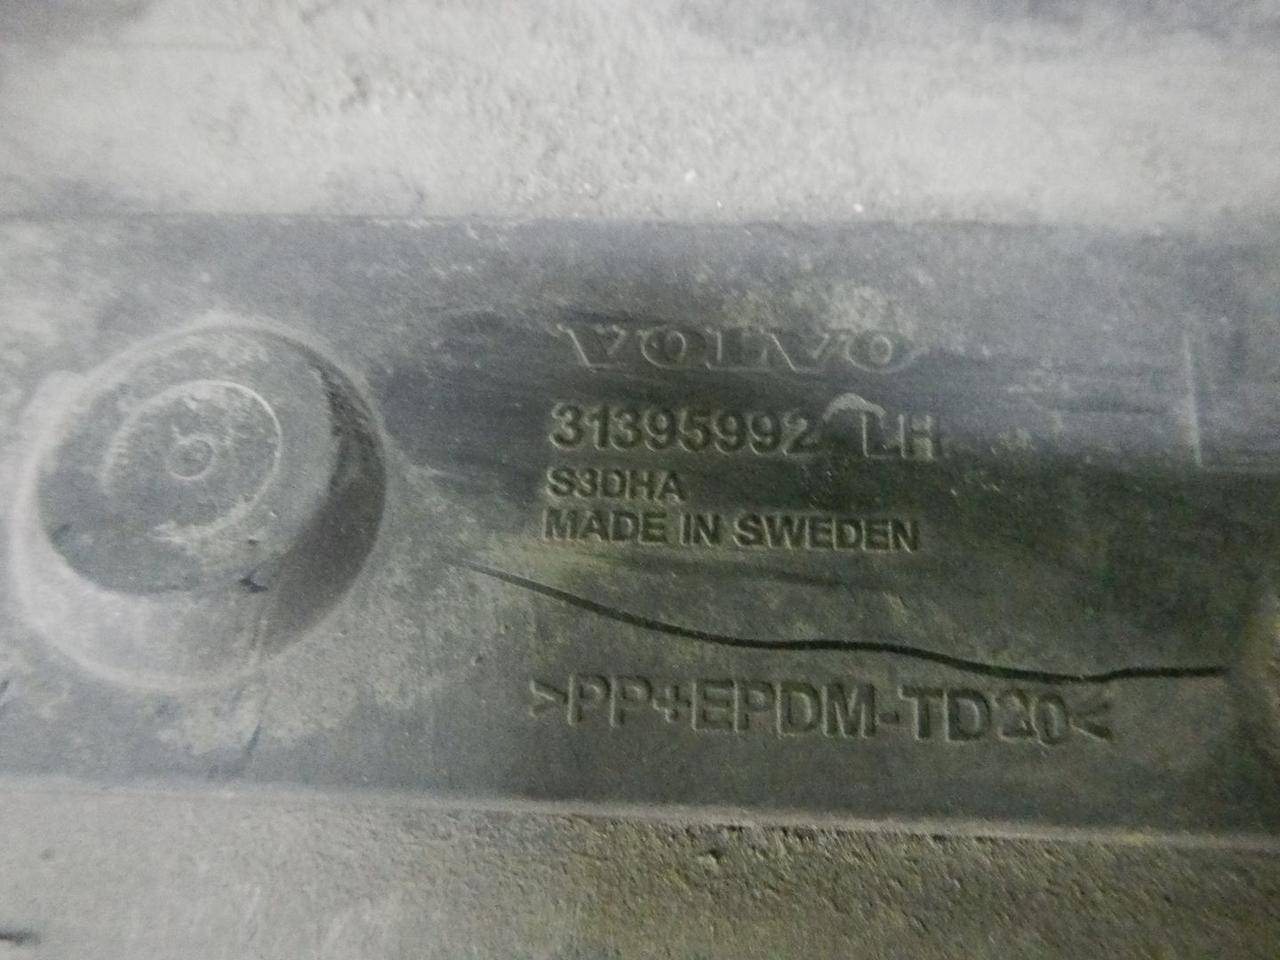 VOLVO
31395992 LH
S3DHA
MADE IN SWEDEN
>PP+EPDM-TD20<